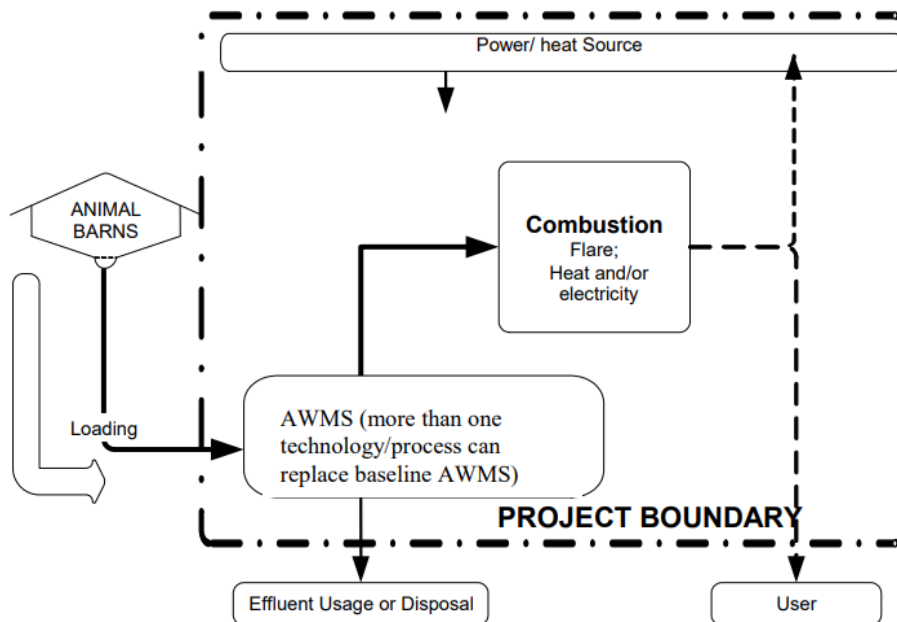 Power/ heat Source
ANIMAL
BARNS
Combustion
Flare;
Heat and/or
electricity
Loading
AWMS (more than one
technology/process can
replace baseline AWMS)
PROJECT BOUNDARY
Effluent Usage or Disposal
User